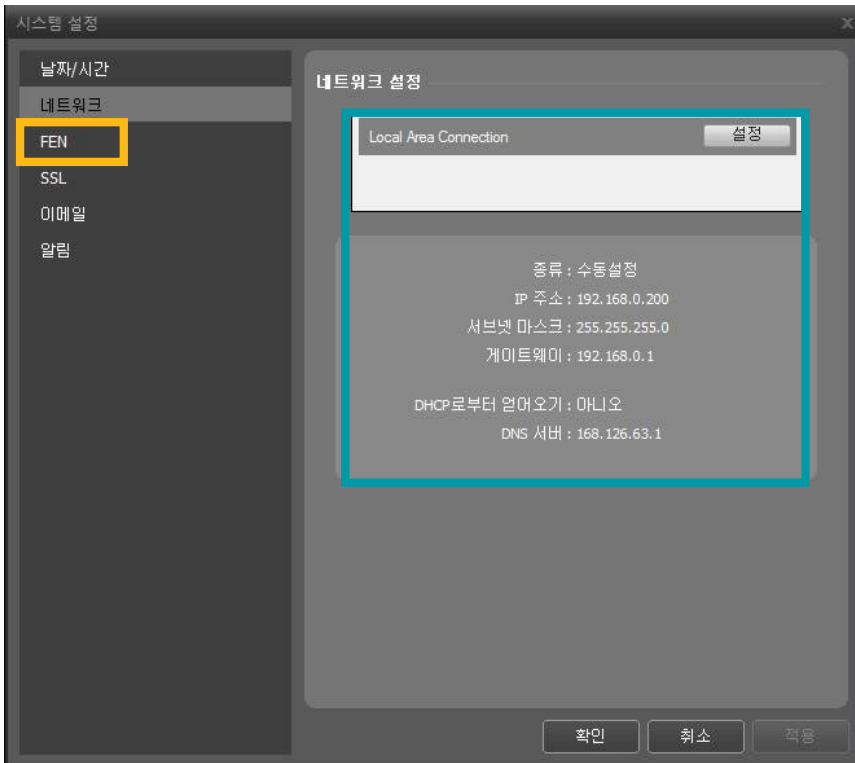 시스템 설정
날짜/시간
네트워크
FEN
SSL
이메일
알림
네트워크 설정
Local Area Connection
설정
종류 : 수동설정
IP 주소 : 192.168.0.200
서브넷 마스크 : 255.255.255.0
게이트웨이 : 192.168.0.1
DHCP로부터 얻어오기 : 아니오
DNS 서버 : 168.126.63.1
확인
취소
적용